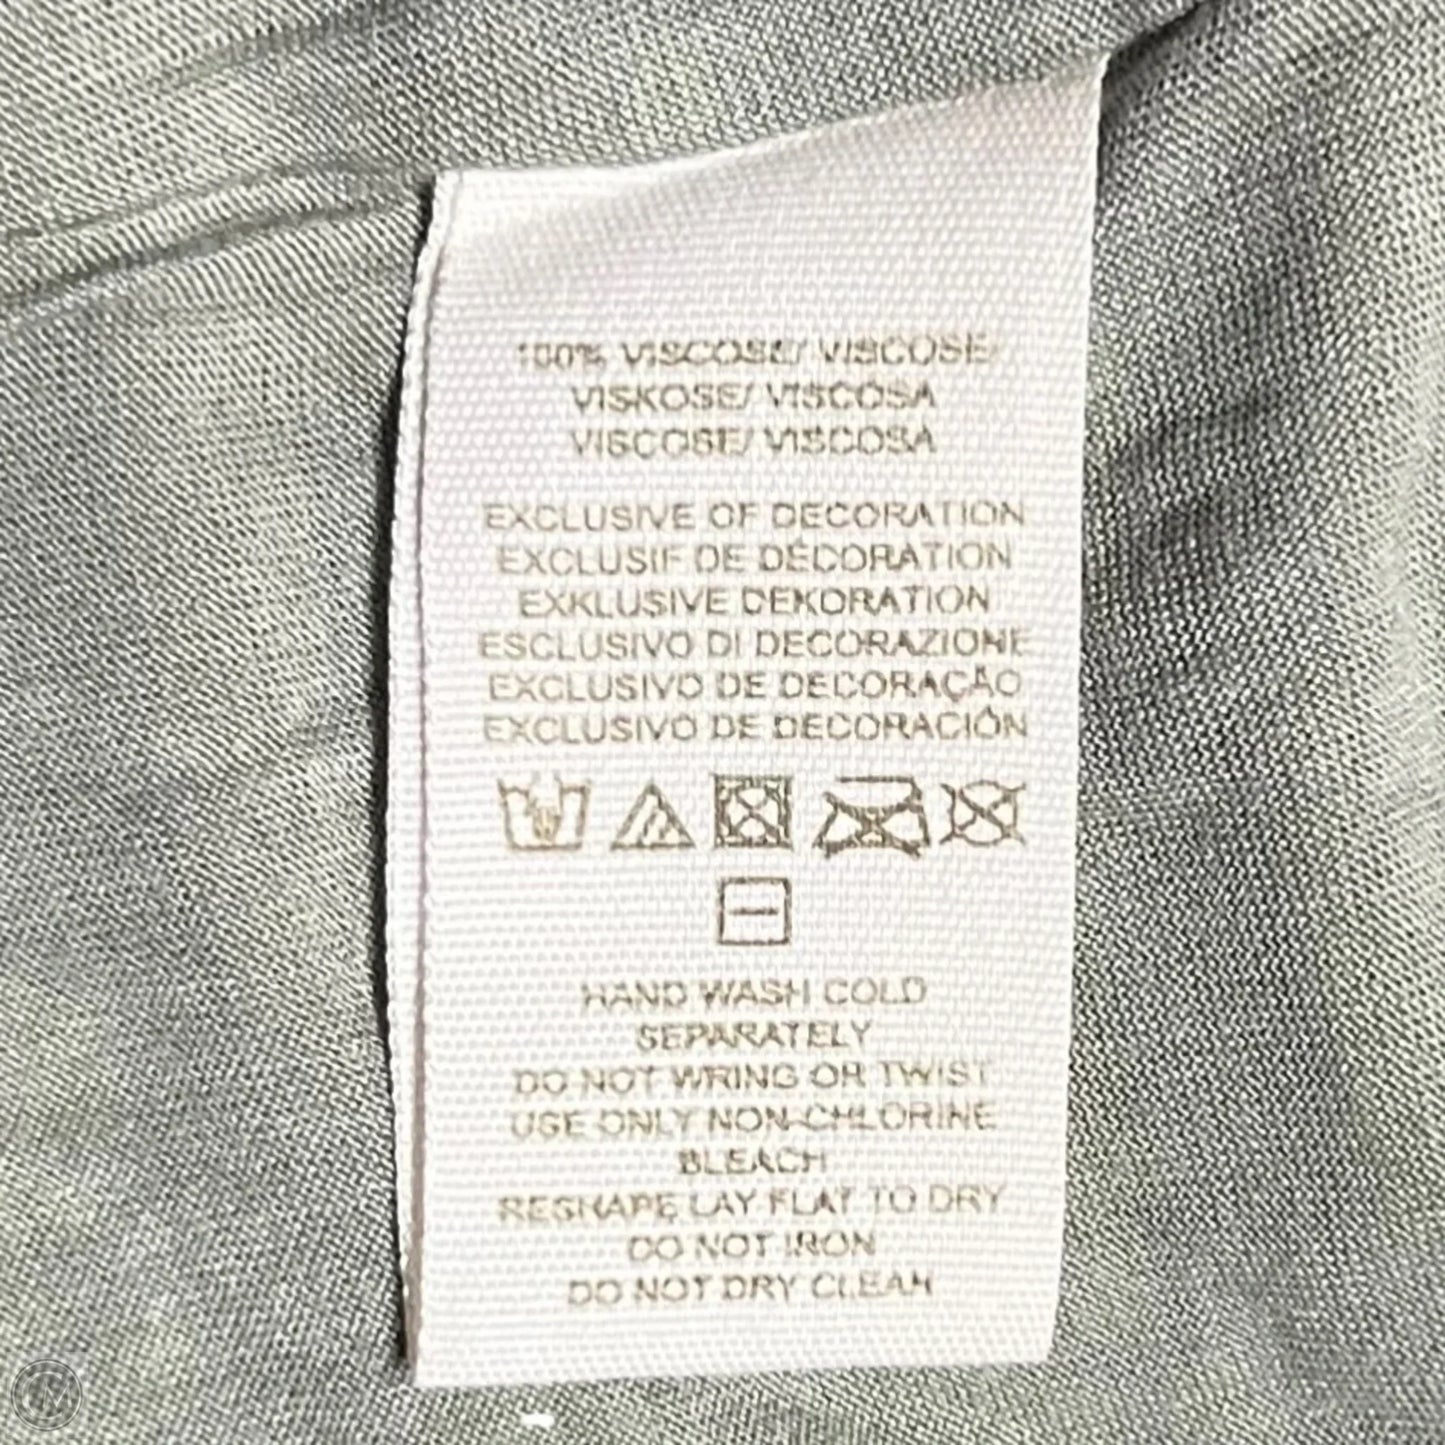 100% VISCOSE/ VISCOSE/
VISKOSE/ VISCOSA
VISCOSE/ VISCOSA
EXCLUSIVE OF DECORATION
EXCLUSIF DE DÉCORATION
EXKLUSIVE DEKORATION
ESCLUSIVO DI DECORAZIONE
EXCLUSIVO DE DECORAÇÃO
EXCLUSIVO DE DECORACIÓN
HAND WASH COLD
SEPARATELY
DO NOT WRING OR TWIST
USE ONLY NON-CHLORINE
BLEACH
RESHAPE LAY FLAT TO DRY
DO NOT IRON
DO NOT DRY CLEAN